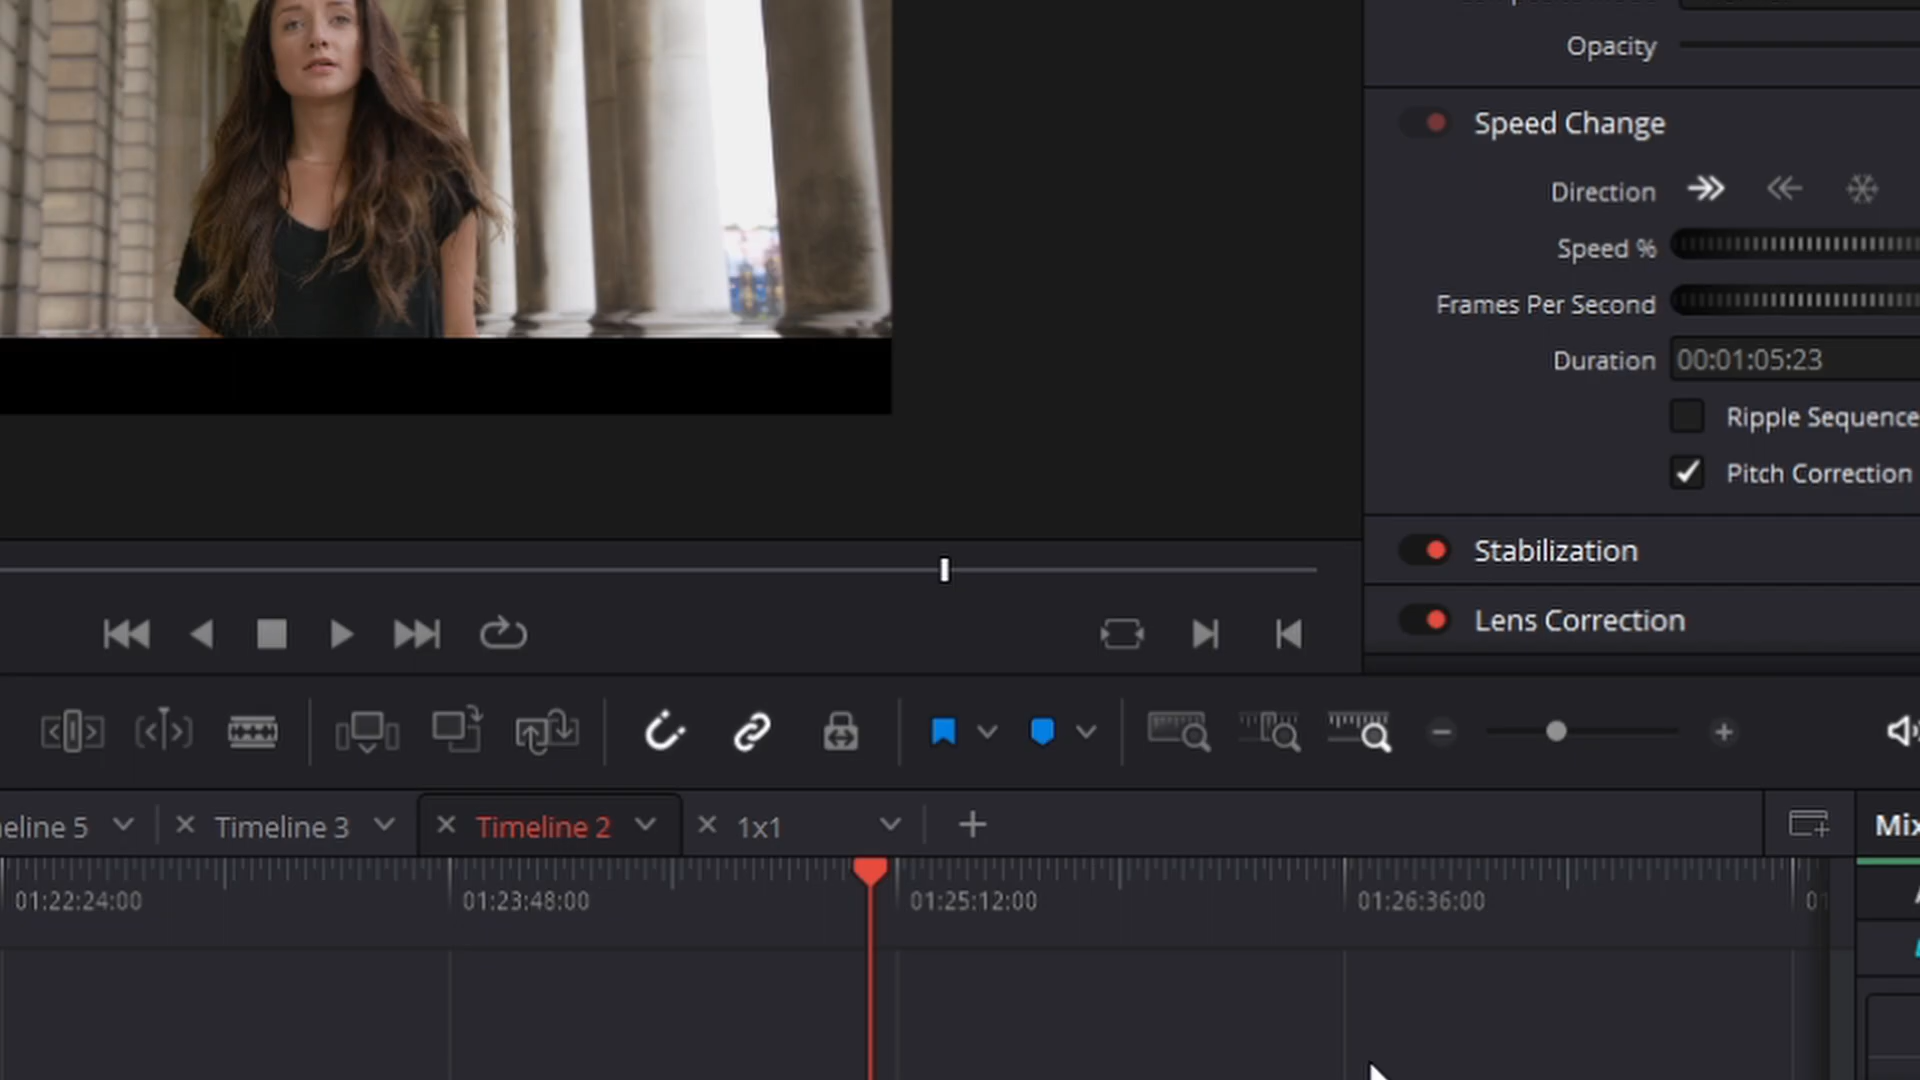 Opacity
Speed Change
Direction
Speed %
Frames Per Second
Duration 00:01:05:23
Ripple Sequence
Pitch Correction
Stabilization
Lens Correction
eline 5
Timeline 3
Timeline 2
1x1
Mix
01:22:24:00
01:23:48:00
01:25:12:00
01:26:36:00
01